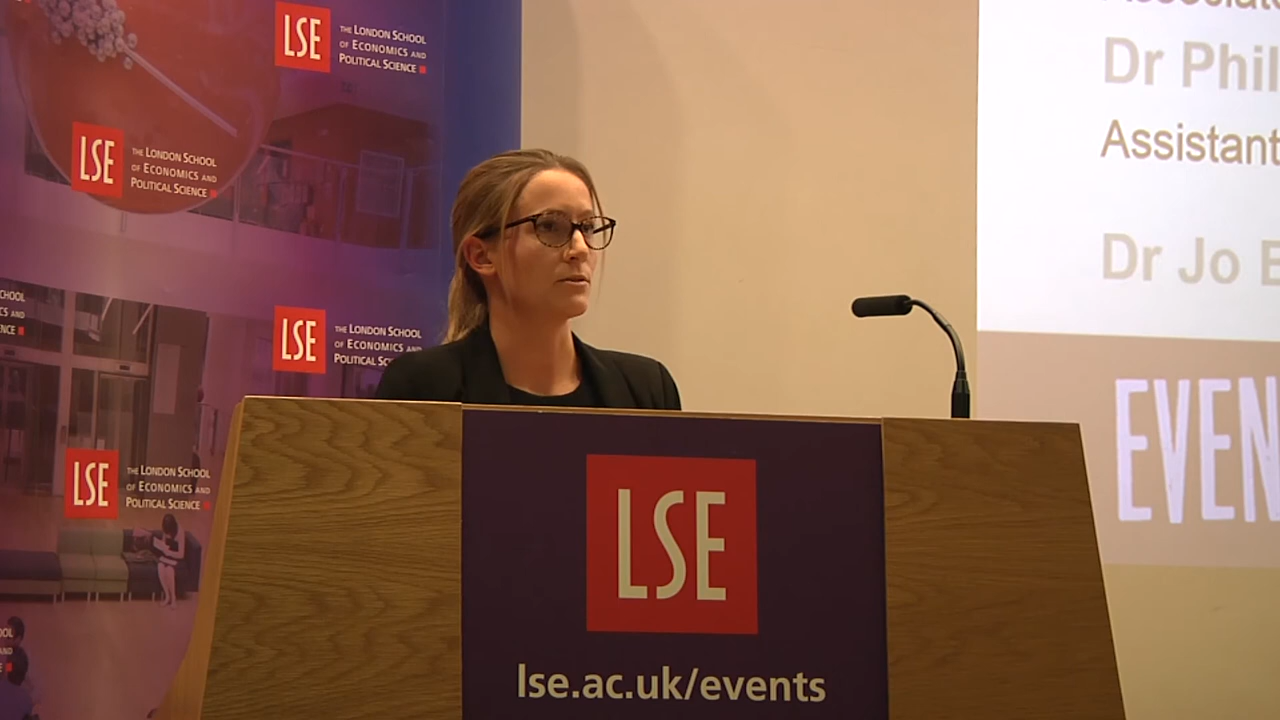 LSE
THE LONDON SCHOOL
OF ECONOMICS AND
POLITICAL SCIENCE
LSE
THE LONDON SCHOOL
OF ECONOMICS AND
POLITICAL SCIENCE
LSE
THE LONDON SCHOOL
OF ECONOMICS AND
POLITICAL
LSE
THE LONDON SCHOOL
OF ECONOMICS AND
POLITICAL SCIENCE
LSE
lse.ac.uk/events
Dr Phil
Assistant
Dr Jo
EVEN